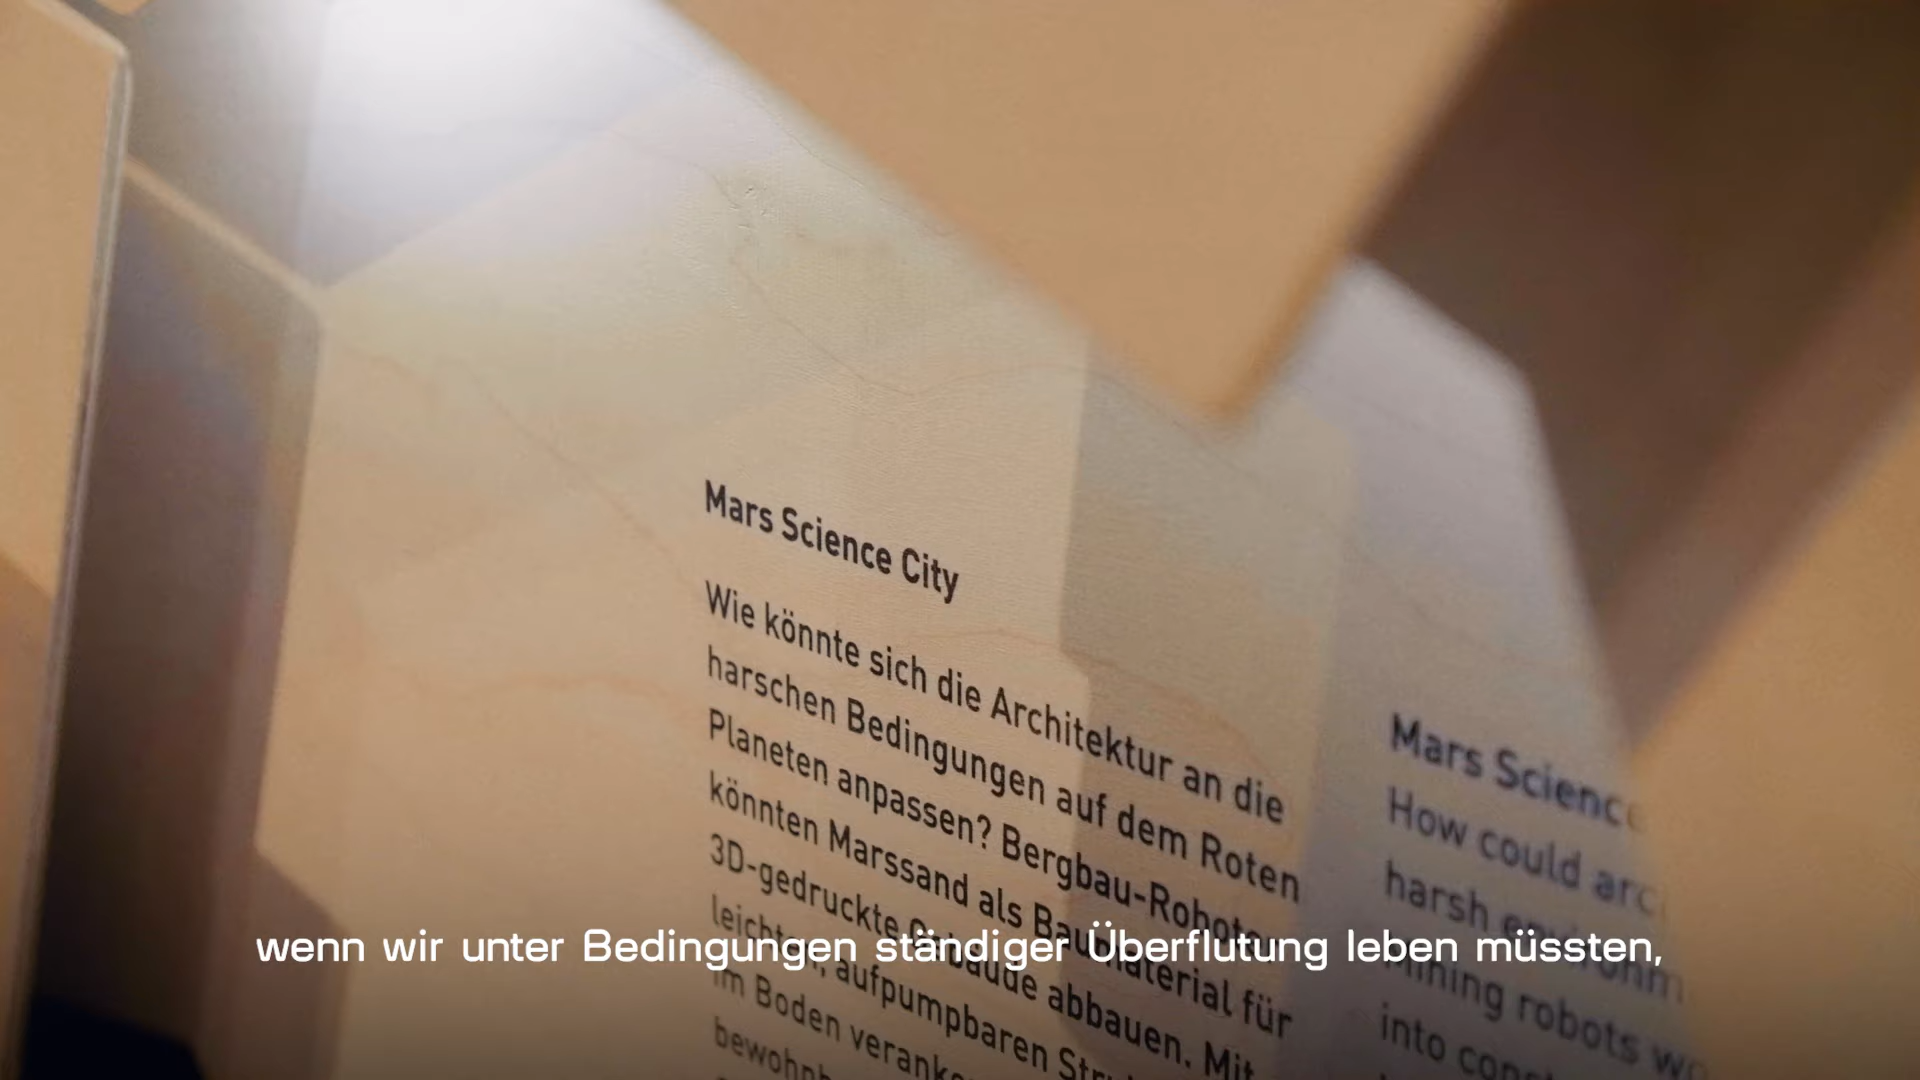 Mars Science City
Wie könnte sich die Architektur an die
harschen Bedingungen auf dem Roten
Planeten anpassen? Bergbau-Roboter
könnten Marssand als Baumaterial für
3D-gedruckte Gebäude abbauen. Mit
leichten, aufpumpbaren
im Boden
Mars Science
How could
harsh
Mining robots
into
wenn wir unter Bedingungen ständiger Überflutung leben müssten,